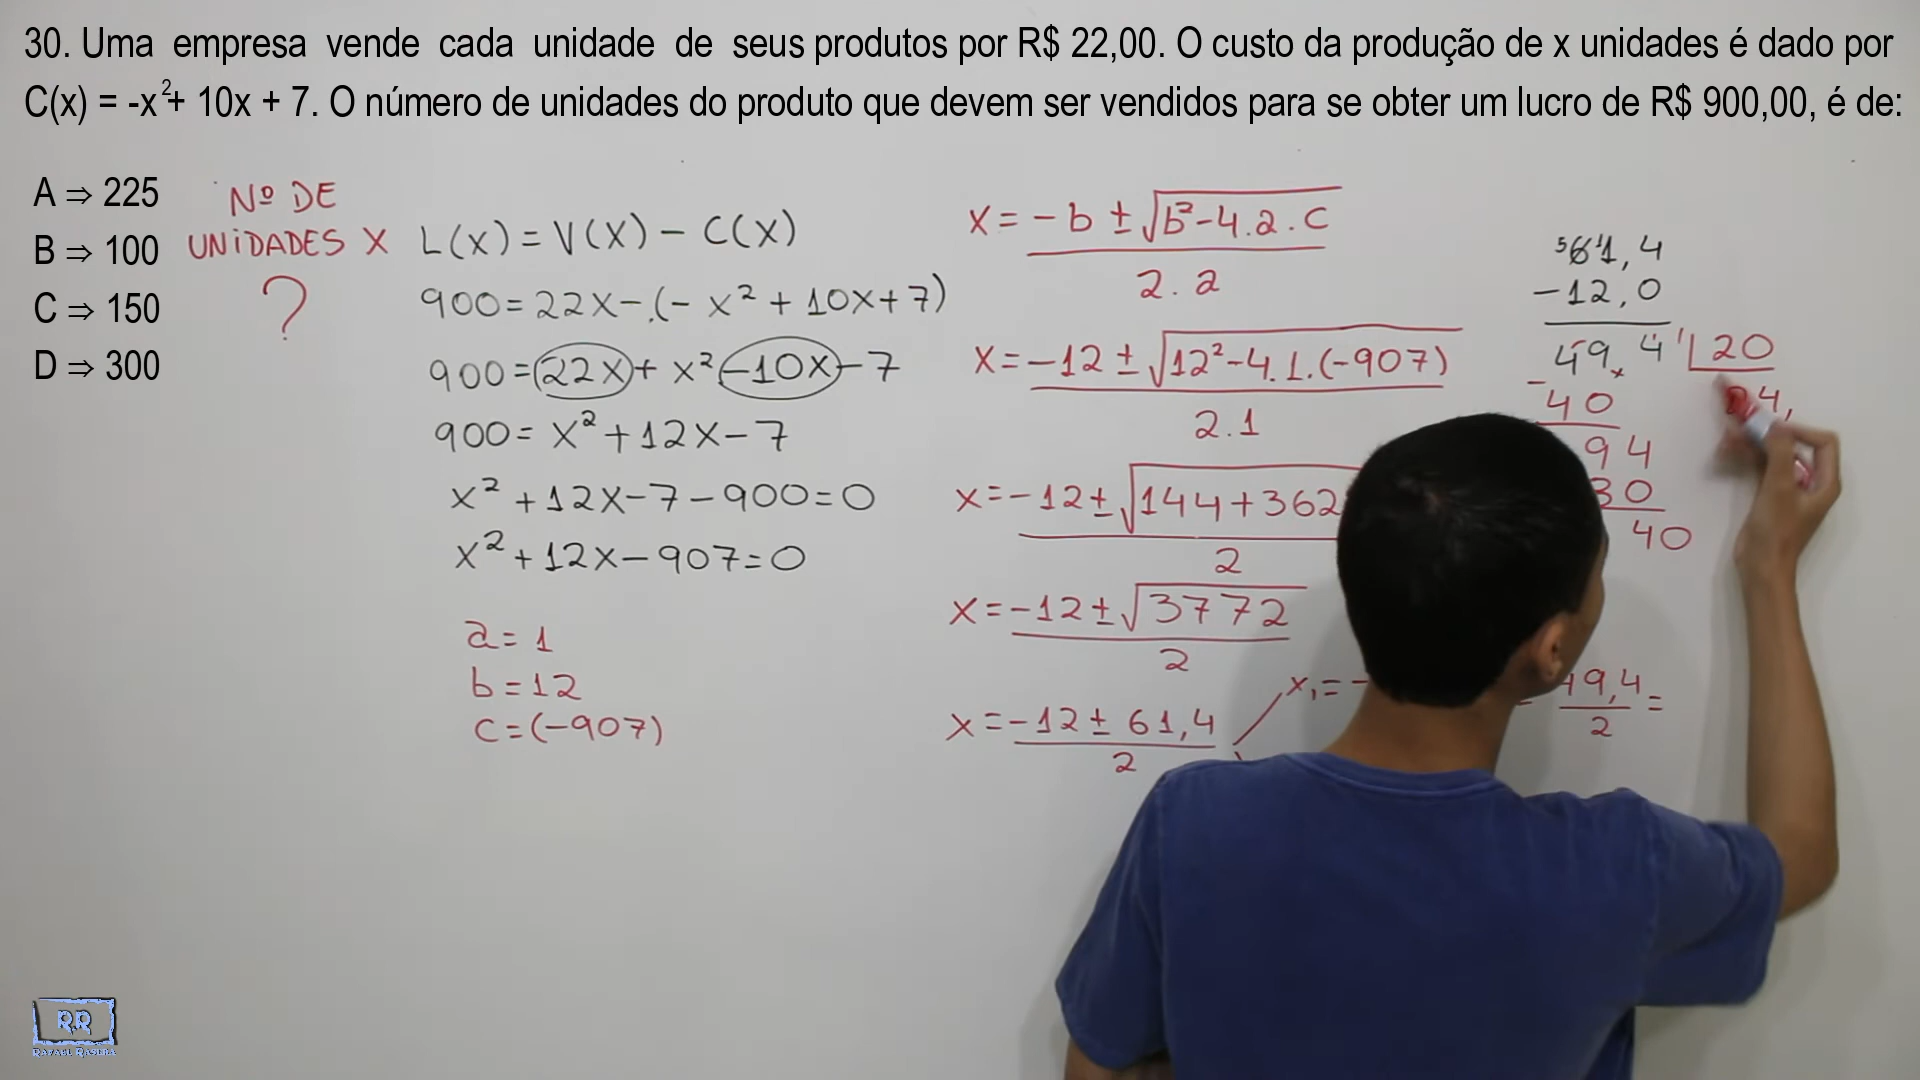 30. Uma empresa vende cada unidade de seus produtos por R$ 22,00. O custo da produção de x unidades é dado por
C(x) = -x²+ 10x + 7. O número de unidades do produto que devem ser vendidos para se obter um lucro de R$ 900,00, é de:
A ⇒ 225
B ⇒ 100
C ⇒ 150
D ⇒ 300
Nº DE
UNIDADES X
?
L(x) = V(x) - C(x)
900 = 22x - (- x² + 10x + 7)
900 = 22x + x² - 10x - 7
900 = x² + 12x - 7
x² + 12x - 7 - 900 = 0
x² + 12x - 907 = 0
a = 1
b = 12
c = (-907)
x = -b ± √b² - 4.a.c
2.a
x = -12 ± √12² - 4.1.(-907)
2.1
x = -12 ± √144 + 362
2
x = -12 ± √3772
2
x = -12 ± 61,4
2
x₁ = -
49,4 =
2
561,4
-12,0
49,4 20
-40 24,
94
80
40
RR
RAFAEL RASERA